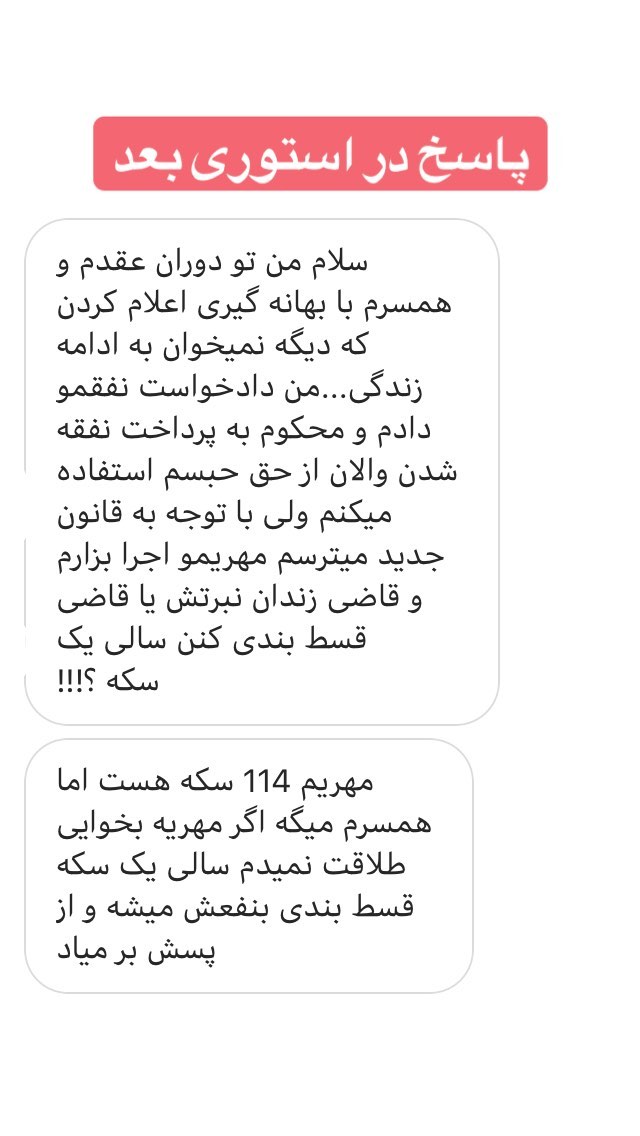 پاسخ در استوری بعد
سلام من تو دوران عقدم و
همسرم با بهانه گیری اعلام کردن
که دیگه نمیخوان به ادامه
زندگی...من دادخواست نفقمو
دادم و محکوم به پرداخت نفقه
شدن والان از حق حبسم استفاده
میکنم ولی با توجه به قانون
جدید میترسم مهریمو اجرا بزارم
و قاضی زندان نبرتش یا قاضی
قسط بندی کنن سالی یک
سکه ؟!!!
مهریم 114 سکه هست اما
همسرم میگه اگر مهریه بخوایی
طلاقت نمیدم سالی یک سکه
قسط بندی بنفعش میشه و از
پسش بر میاد